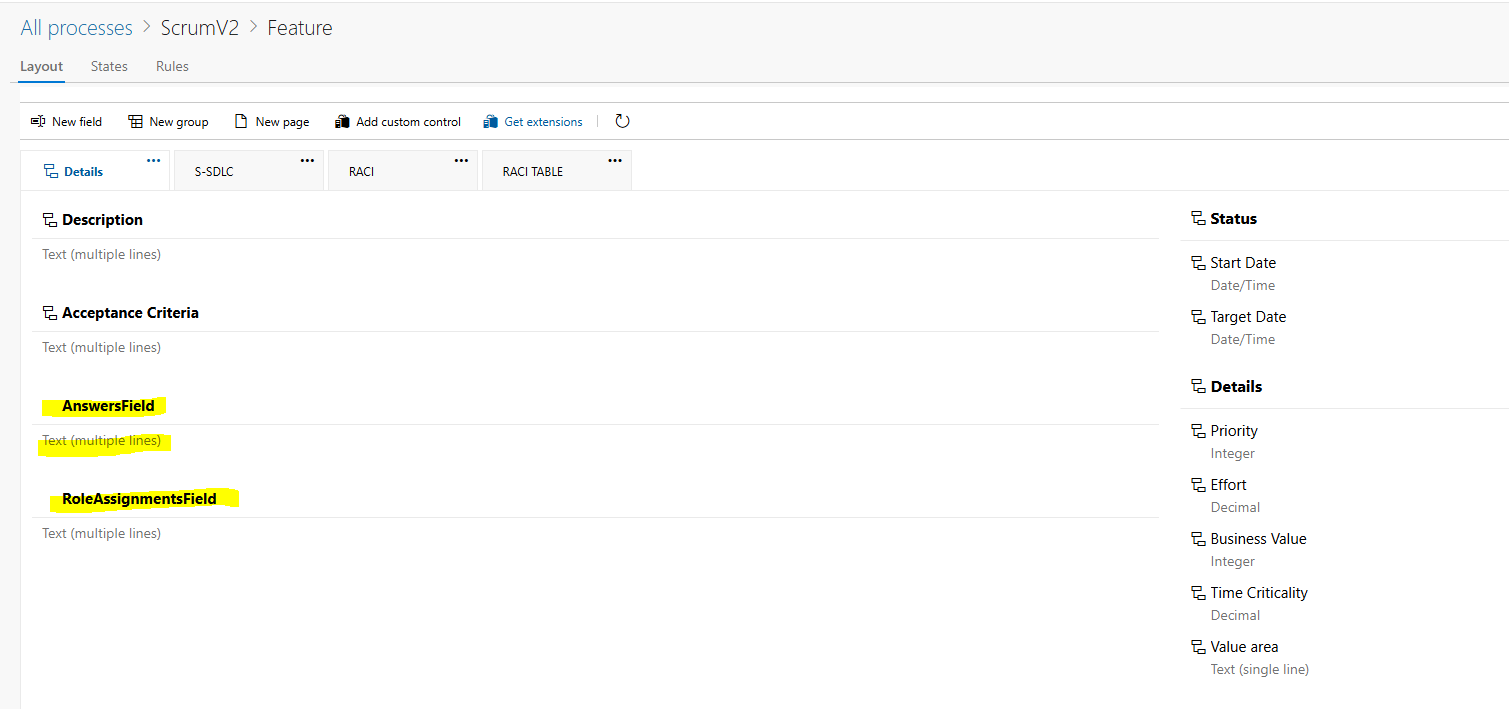 All processes > ScrumV2 > Feature
Layout States Rules
New field New group New page Add custom control Get extensions
Details ... S-SDLC ... RACI ... RACI TABLE ...
Description
Text (multiple lines)
Acceptance Criteria
Text (multiple lines)
AnswersField
Text (multiple lines)
RoleAssignmentsField
Text (multiple lines)
Status
Start Date
Date/Time
Target Date
Date/Time
Details
Priority
Integer
Effort
Decimal
Business Value
Integer
Time Criticality
Decimal
Value area
Text (single line)